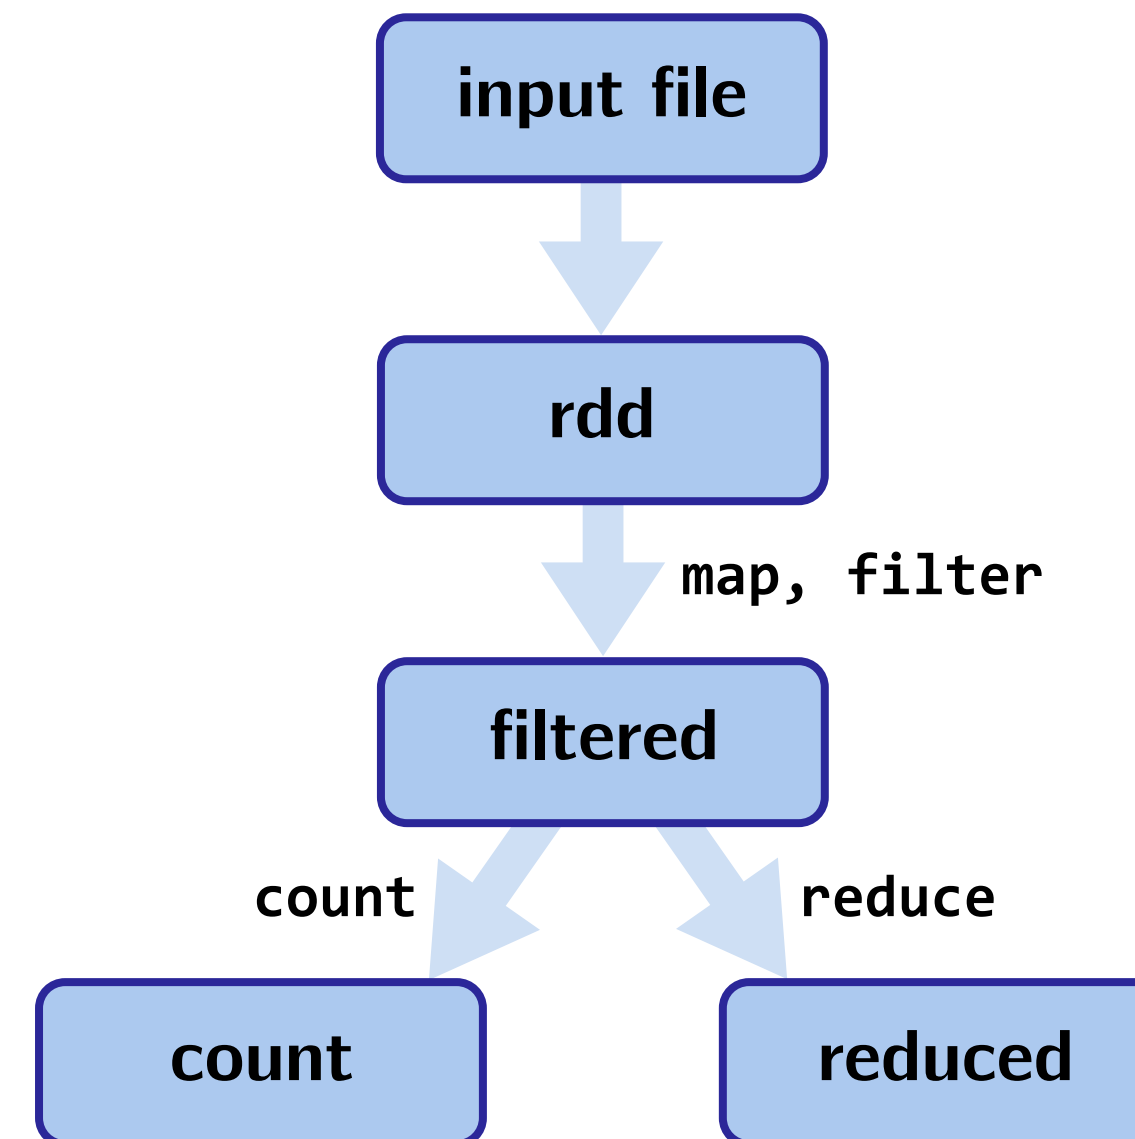 input file
rdd
map, filter
filtered
count
reduce
count
reduced